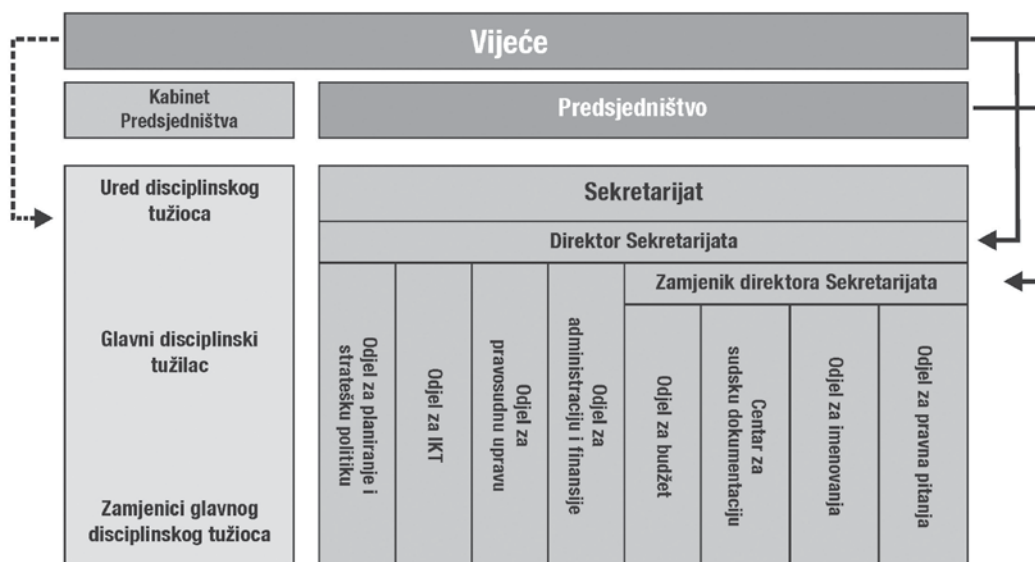 Vijeće
Kabinet
Predsjedništva
Predsjedništvo
Ured disciplinskog
tužioca
Glavni disciplinski
tužilac
Zamjenici glavnog
disciplinskog tužioca
Sekretarijat
Direktor Sekretarijata
Zamjenik direktora Sekretarijata
Odjel za planiranje i
stratešku politiku
Odjel za IKT
Odjel za
pravosudnu upravu
Odjel za
administraciju i finansije
Odjel za budžet
Centar za
sudsku dokumentaciju
Odjel za imenovanja
Odjel za pravna pitanja